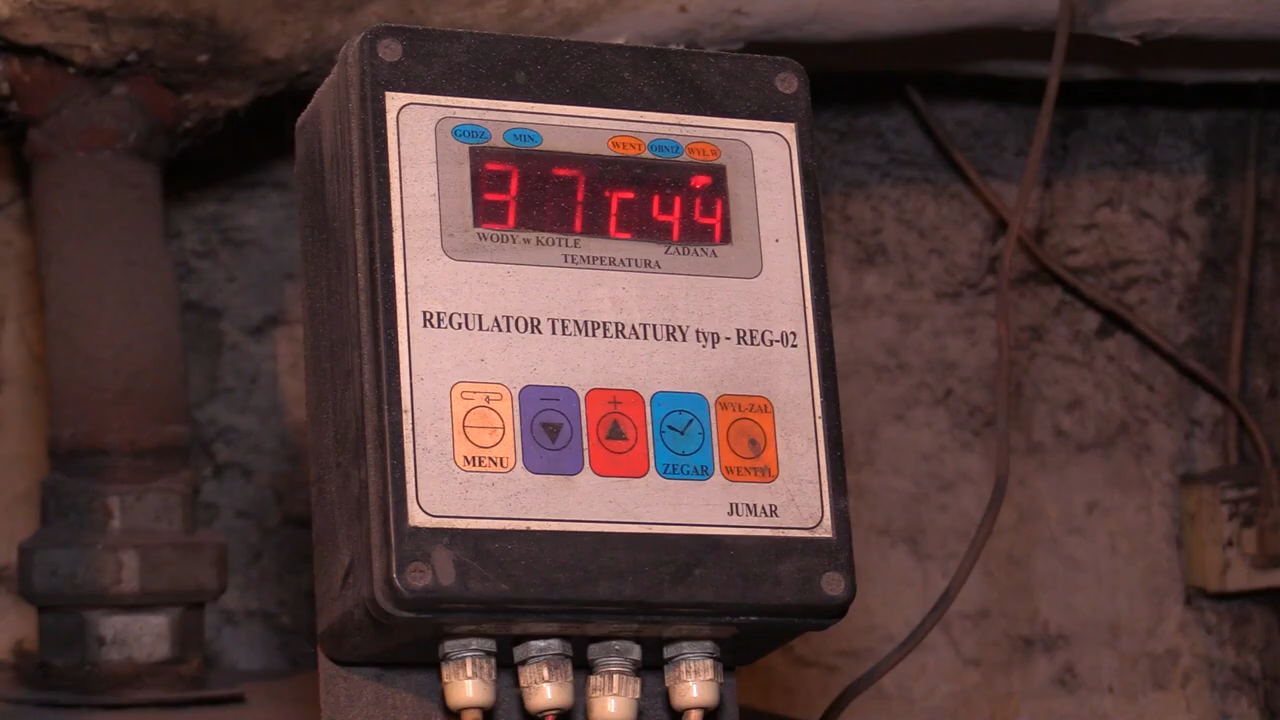 GODZ. MIN. WENT OBNIŻ WYŁ.W
37c44
WODY w KOTLE ZADANA
TEMPERATURA
REGULATOR TEMPERATURY typ - REG-02
− + WYŁ-ZAŁ
MENU ZEGAR WENTYL
JUMAR